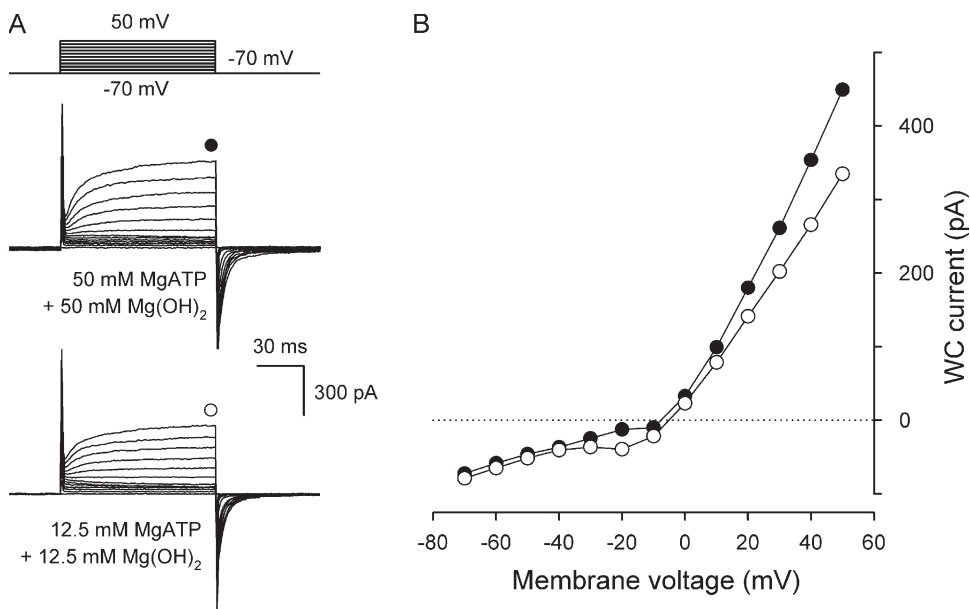 A
50 mV
-70 mV
-70 mV
50 mM MgATP
+ 50 mM Mg(OH)2
30 ms
300 pA
12.5 mM MgATP
+ 12.5 mM Mg(OH)2
B
400
200
0
WC current (pA)
-80 -60 -40 -20 0 20 40 60
Membrane voltage (mV)